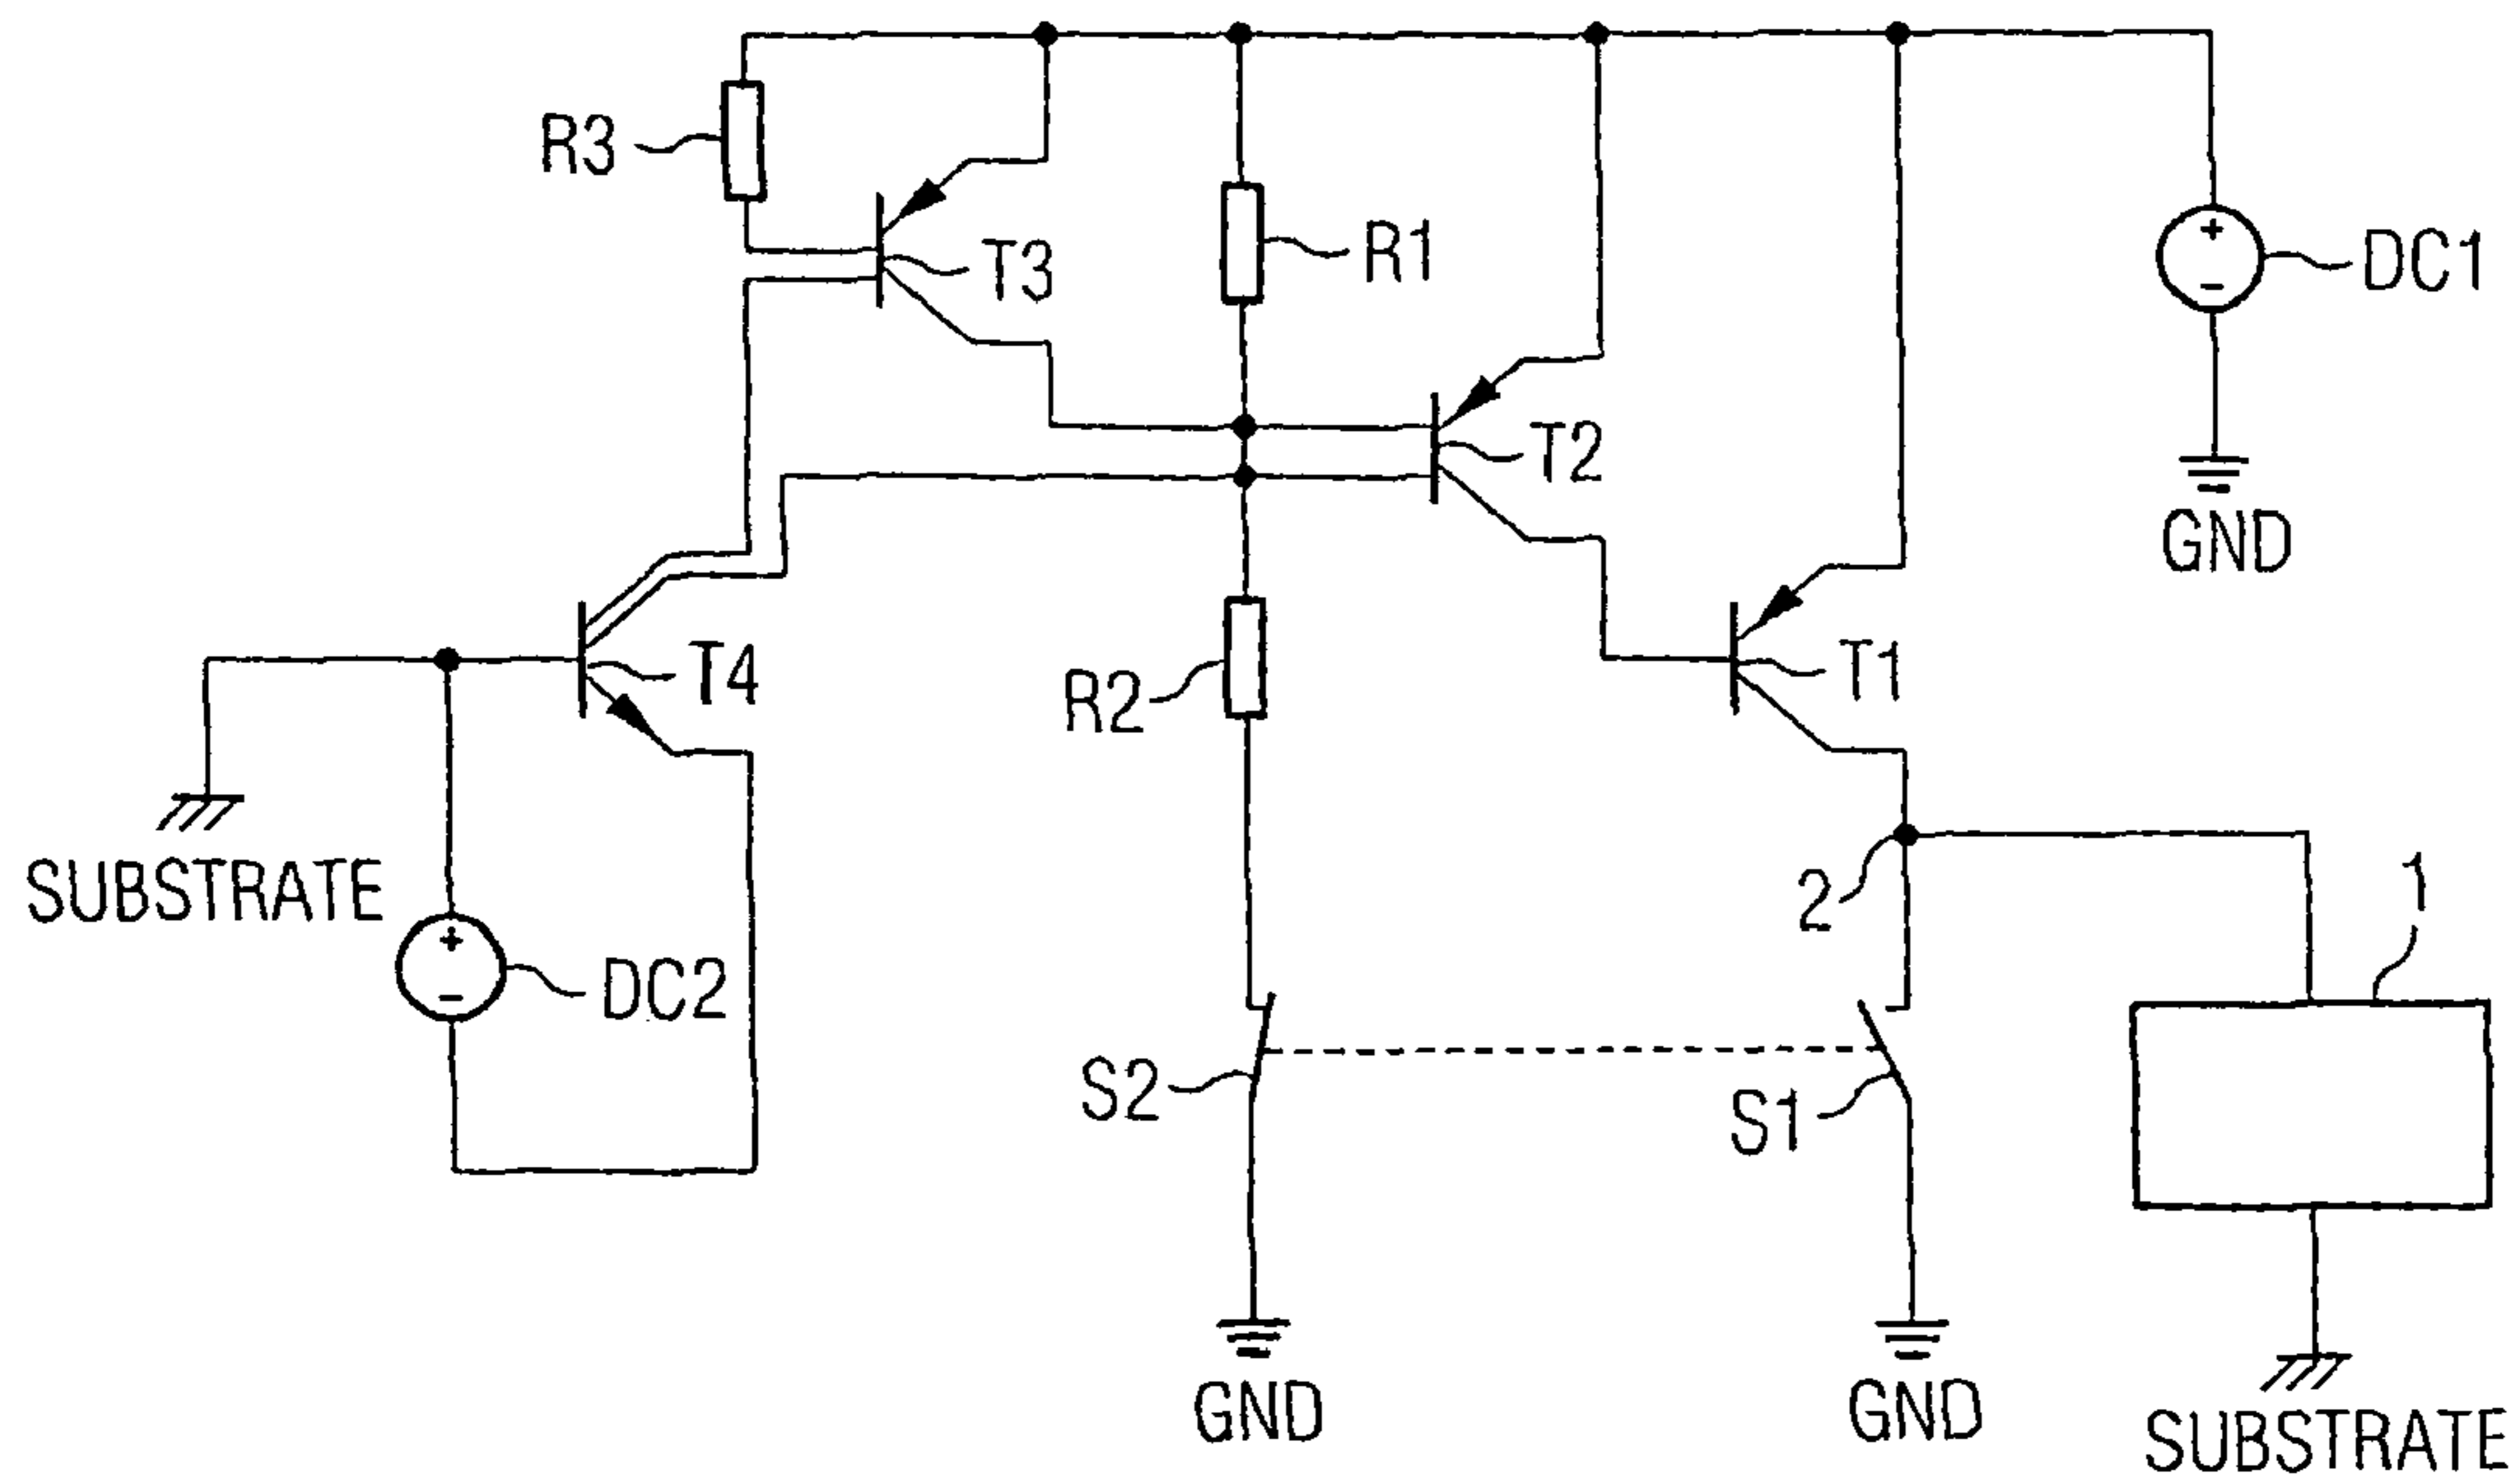 R3
T3
R1
DC1
T2
GND
T4
R2
T1
SUBSTRATE
2
1
DC2
S2
S1
GND
GND
SUBSTRATE
+
-
+
-